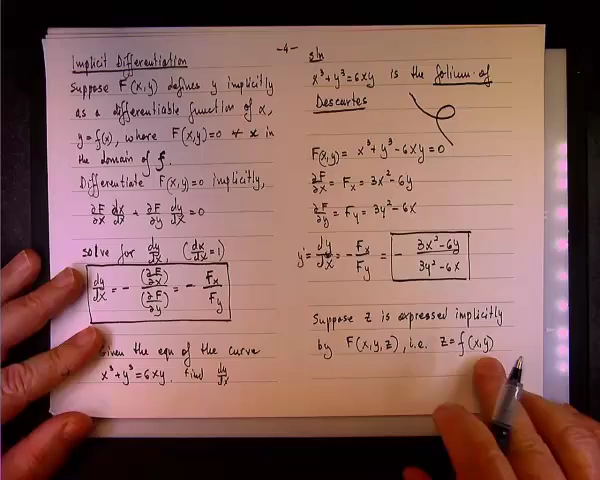 -4-
Implicit Differentiation
Suppose F(x,y) defines y implicitly
as a differentiable function of x,
y=f(x), where F(x,y)=0 ∀ x in
the domain of f.
Differentiate F(x,y)=0 implicitly,
∂F/∂x dx/dx + ∂F/∂y dy/dx = 0
solve for dy/dx, (dx/dx=1)
dy/dx = - (∂F/∂x)/(∂F/∂y) = - Fx/Fy
Given the eqn of the curve
x³+y³=6xy. find dy/dx
sln
x³+y³=6xy is the folium of
Descartes
F(x,y)= x³+y³-6xy=0
∂F/∂x = Fx = 3x²-6y
∂F/∂y = Fy = 3y²-6x
y'= dy/dx = - Fx/Fy = - (3x²-6y)/(3y²-6x)
Suppose z is expressed implicitly
by F(x,y,z), i.e. z=f(x,y)